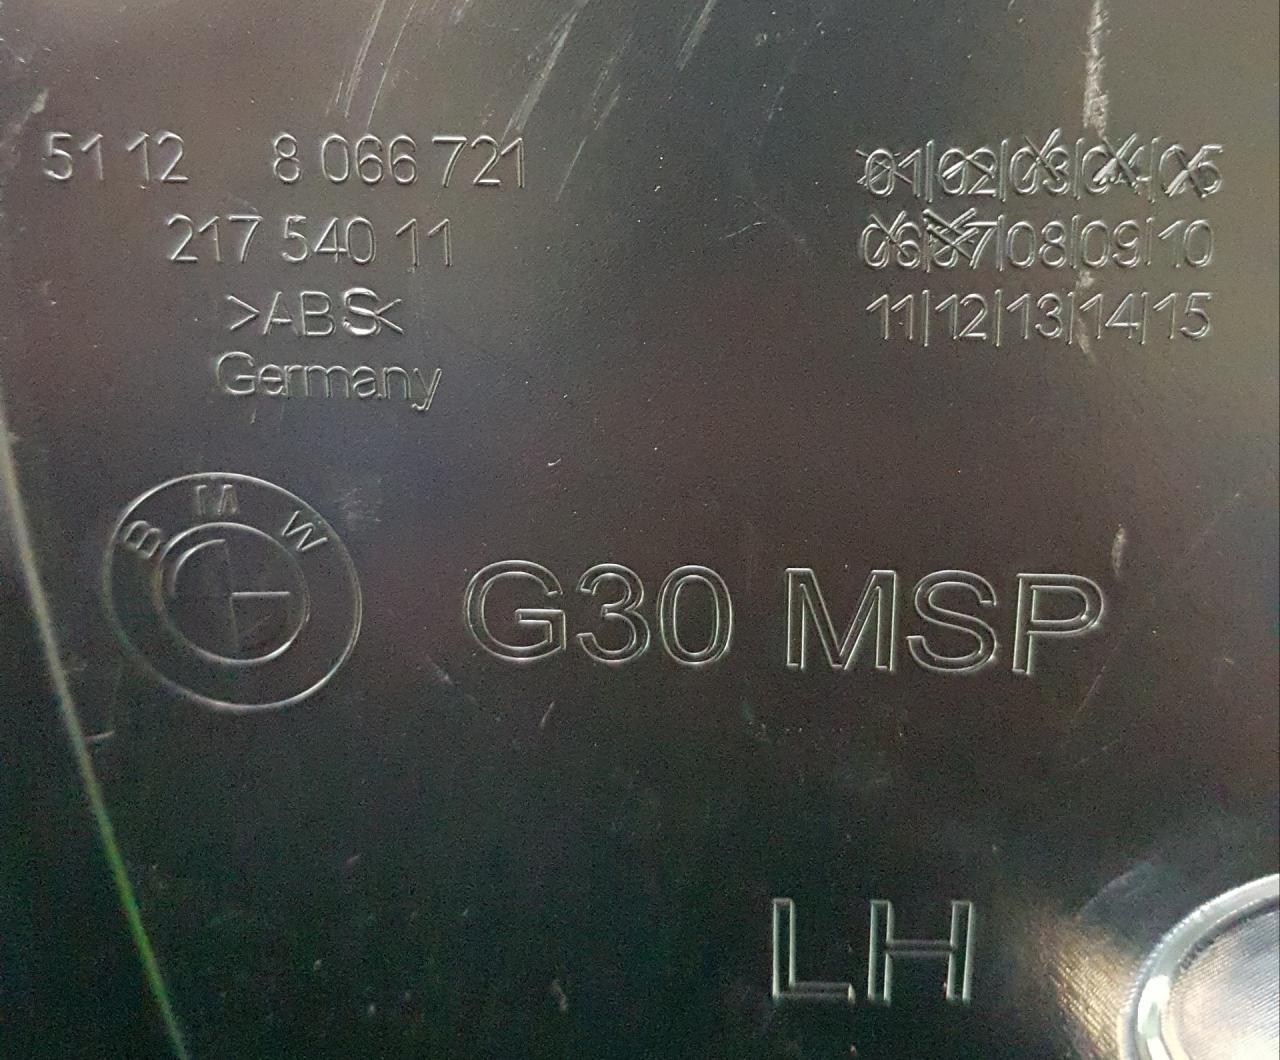 51 12 8 066 721
217 540 11
>ABS<
Germany
01|02|03|04|05
06|07|08|09|10
11|12|13|14|15
BMW
G30 MSP
LH